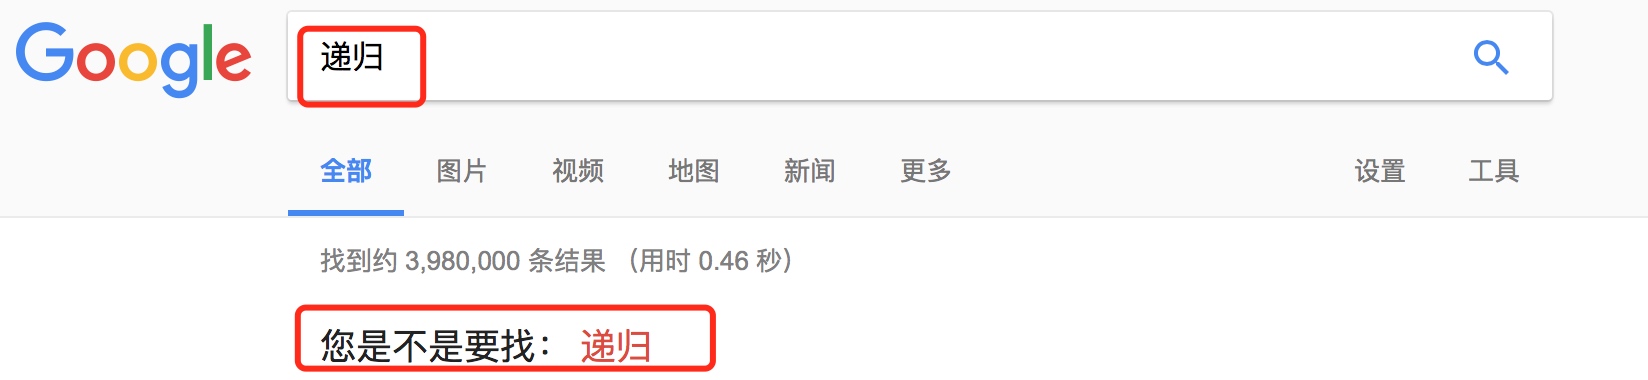 Google 递归
全部 图片 视频 地图 新闻 更多 设置 工具
找到约 3,980,000 条结果 （用时 0.46 秒）
您是不是要找： 递归